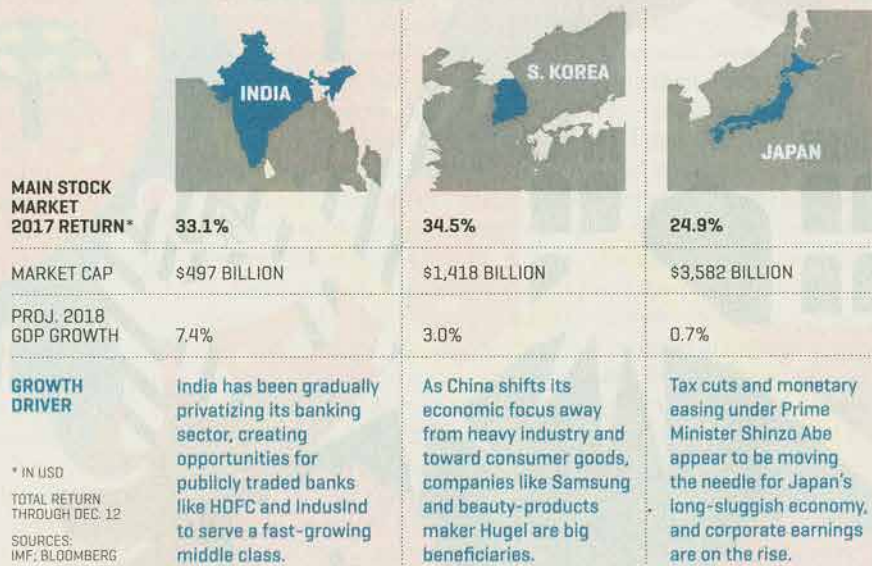 INDIA
S. KOREA
JAPAN
MAIN STOCK
MARKET
2017 RETURN* 33.1% 34.5% 24.9%
MARKET CAP $497 BILLION $1,418 BILLION $3,582 BILLION
PROJ. 2018
GDP GROWTH 7.4% 3.0% 0.7%
GROWTH
DRIVER
India has been gradually
privatizing its banking
sector, creating
opportunities for
publicly traded banks
like HDFC and IndusInd
to serve a fast-growing
middle class.
As China shifts its
economic focus away
from heavy industry and
toward consumer goods,
companies like Samsung
and beauty-products
maker Hugel are big
beneficiaries.
Tax cuts and monetary
easing under Prime
Minister Shinzo Abe
appear to be moving
the needle for Japan's
long-sluggish economy,
and corporate earnings
are on the rise.
* IN USD
TOTAL RETURN
THROUGH DEC. 12
SOURCES:
IMF; BLOOMBERG